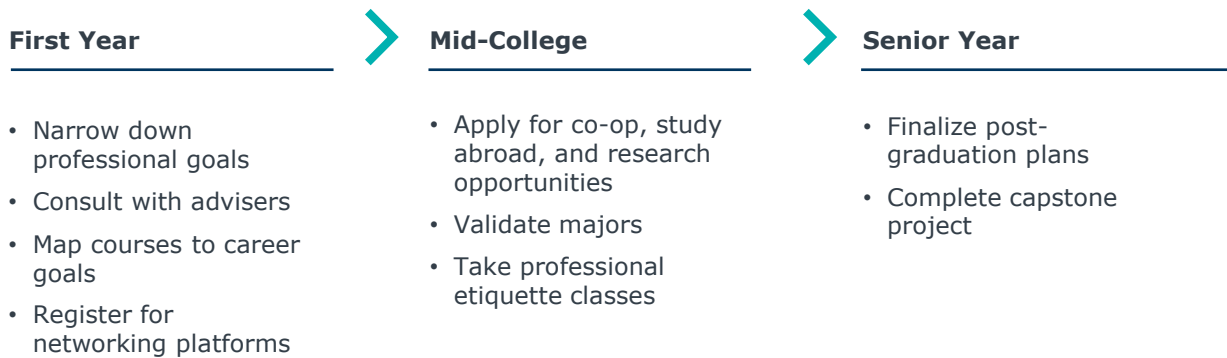 First Year
• Narrow down
professional goals
• Consult with advisers
• Map courses to career
goals
• Register for
networking platforms
Mid-College
• Apply for co-op, study
abroad, and research
opportunities
• Validate majors
• Take professional
etiquette classes
Senior Year
• Finalize post-
graduation plans
• Complete capstone
project